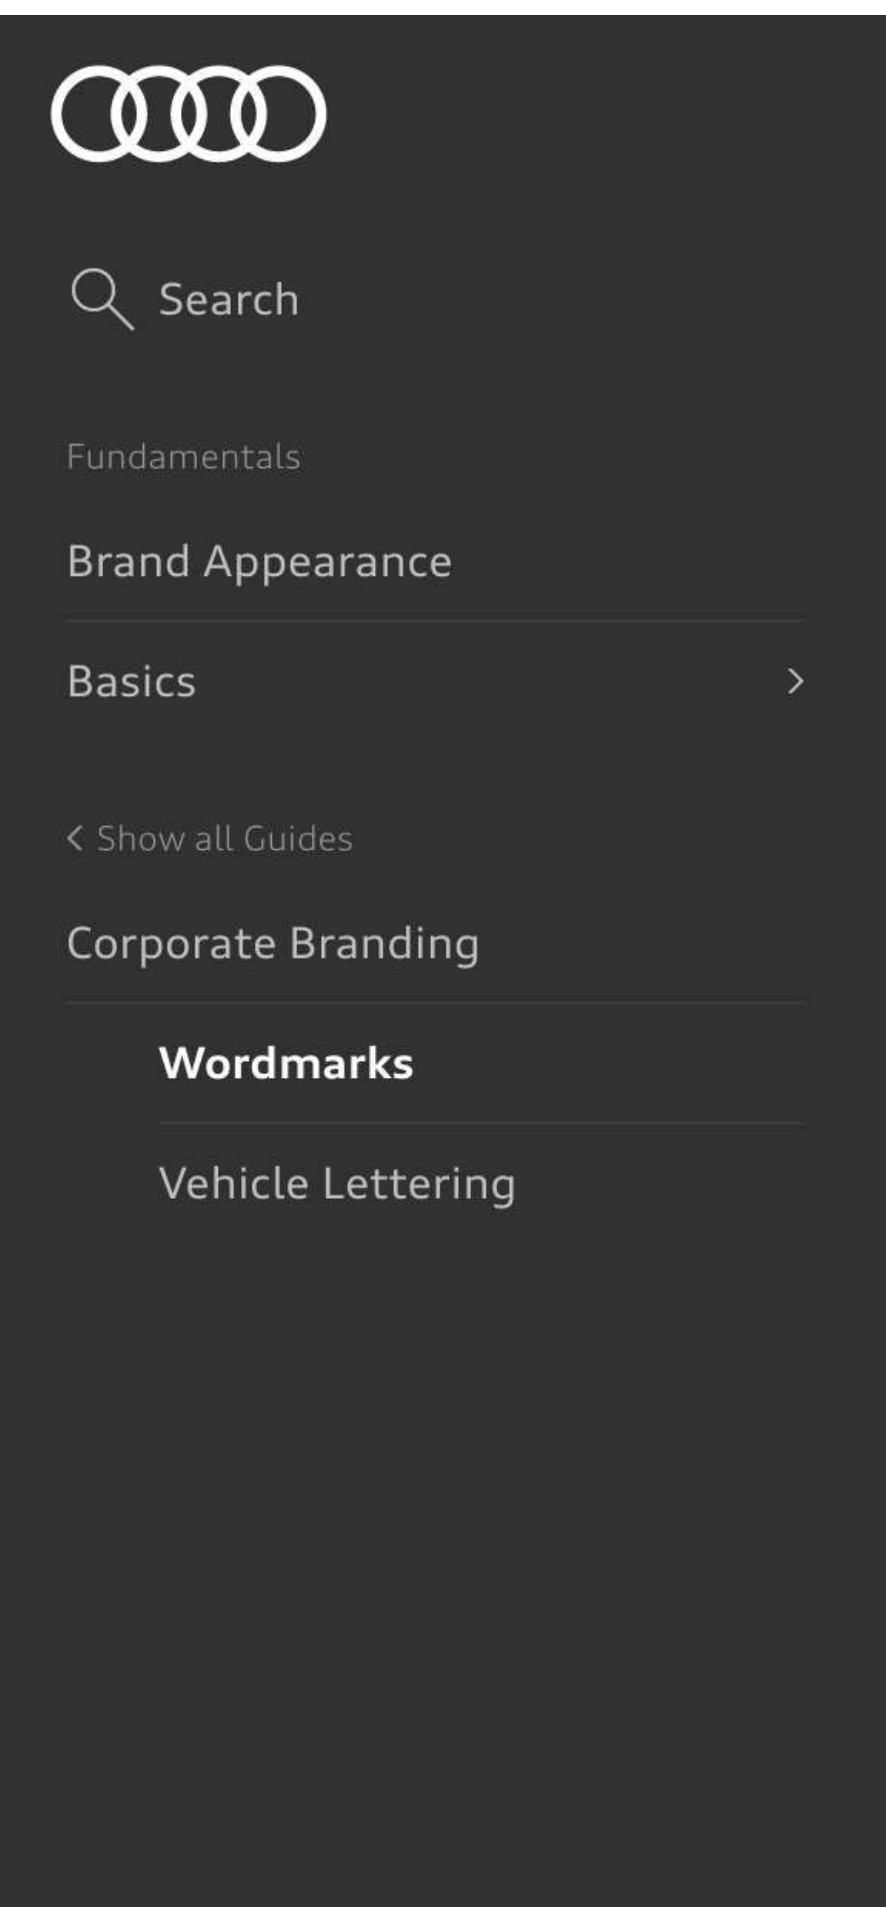 Search
Fundamentals
Brand Appearance
Basics
Show all Guides
Corporate Branding
Wordmarks
Vehicle Lettering